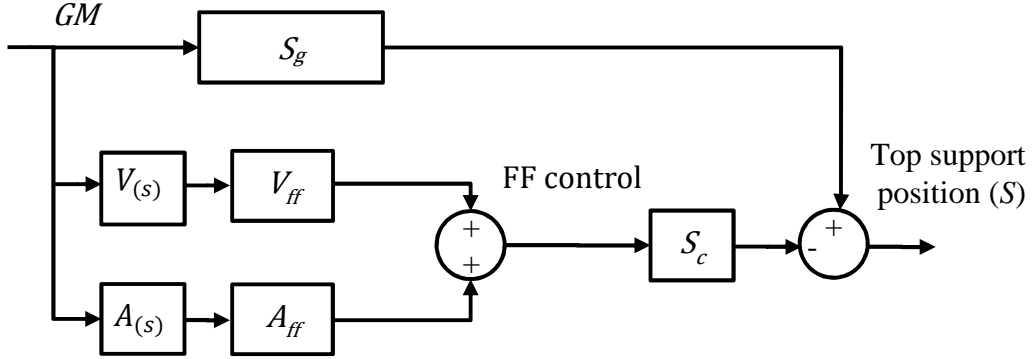 GM
S_g
V_(s)
V_ff
FF control
Top support
position (S)
+
+
+
-
S_c
A_(s)
A_ff